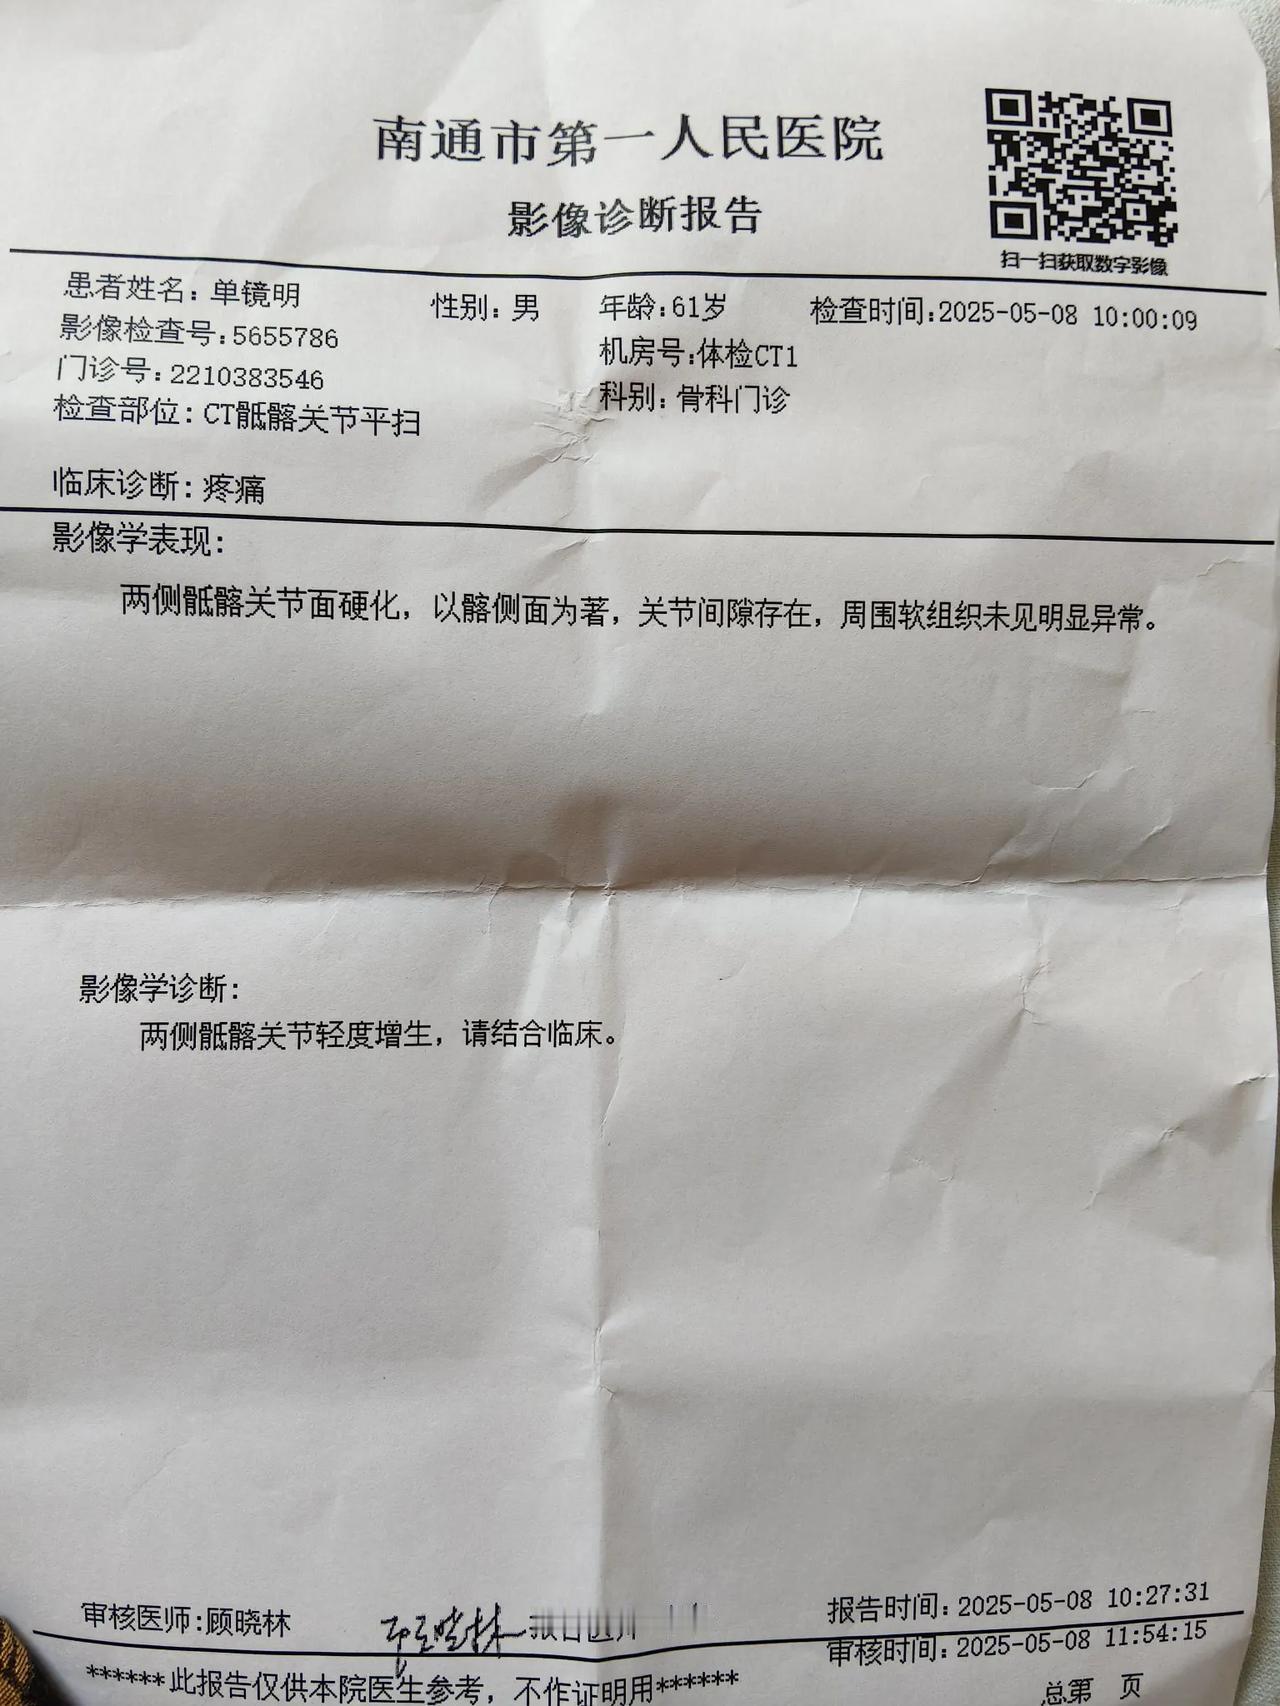 南通市第一人民医院
影像诊断报告
扫一扫获取数字影像
患者姓名：单镜明 性别：男 年龄：61岁 检查时间：2025-05-08 10:00:09
影像检查号：5655786 机房号：体检CT1
门诊号：2210383546 科别：骨科门诊
检查部位：CT骶髂关节平扫
临床诊断：疼痛
影像学表现：
两侧骶髂关节面硬化，以髂侧面为著，关节间隙存在，周围软组织未见明显异常。
影像学诊断：
两侧骶髂关节轻度增生，请结合临床。
审核医师：顾晓林 报告时间：2025-05-08 10:27:31
审核时间：2025-05-08 11:54:15
******此报告仅供本院医生参考，不作证明用******
总第 页